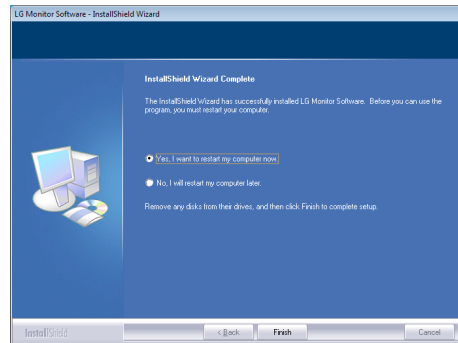 LG Monitor Software - InstallShield Wizard
InstallShield Wizard Complete
The InstallShield Wizard has successfully installed LG Monitor Software. Before you can use the
program, you must restart your computer.
Yes, I want to restart my computer now.
No, I will restart my computer later.
Remove any disks from their drives, and then click Finish to complete setup.
InstallShield
< Back Finish Cancel